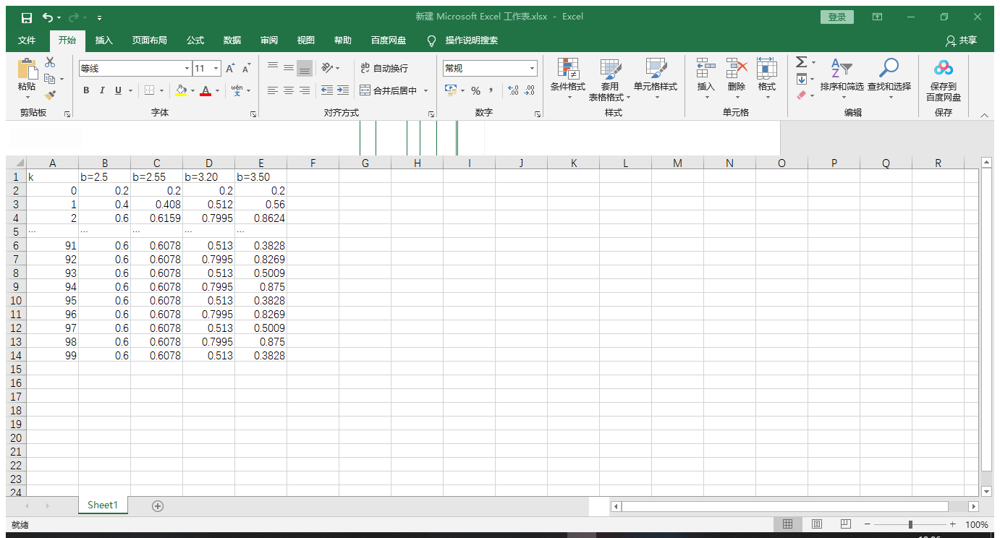 新建 Microsoft Excel 工作表.xlsx - Excel
登录
文件 开始 插入 页面布局 公式 数据 审阅 视图 帮助 百度网盘 操作说明搜索 共享
粘贴
剪贴板
等线 11 A A
B I U A wén 文
字体
ab 自动换行
合并后居中
对齐方式
常规
% , .00 .00
数字
条件格式 套用 表格格式 单元格样式
样式
插入 删除 格式
单元格
Σ 排序和筛选 查找和选择
编辑
保存到 百度网盘
保存
A B C D E F G H I J K L M N O P Q R
1 k b=2.5 b=2.55 b=3.20 b=3.50
2 0 0.2 0.2 0.2 0.2
3 1 0.4 0.408 0.512 0.56
4 2 0.6 0.6159 0.7995 0.8624
5 ... ... ... ... ...
6 91 0.6 0.6078 0.513 0.3828
7 92 0.6 0.6078 0.7995 0.8269
8 93 0.6 0.6078 0.513 0.5009
9 94 0.6 0.6078 0.7995 0.875
10 95 0.6 0.6078 0.513 0.3828
11 96 0.6 0.6078 0.7995 0.8269
12 97 0.6 0.6078 0.513 0.5009
13 98 0.6 0.6078 0.7995 0.875
14 99 0.6 0.6078 0.513 0.3828
15
16
17
18
19
20
21
22
23
24
Sheet1
就绪
100%